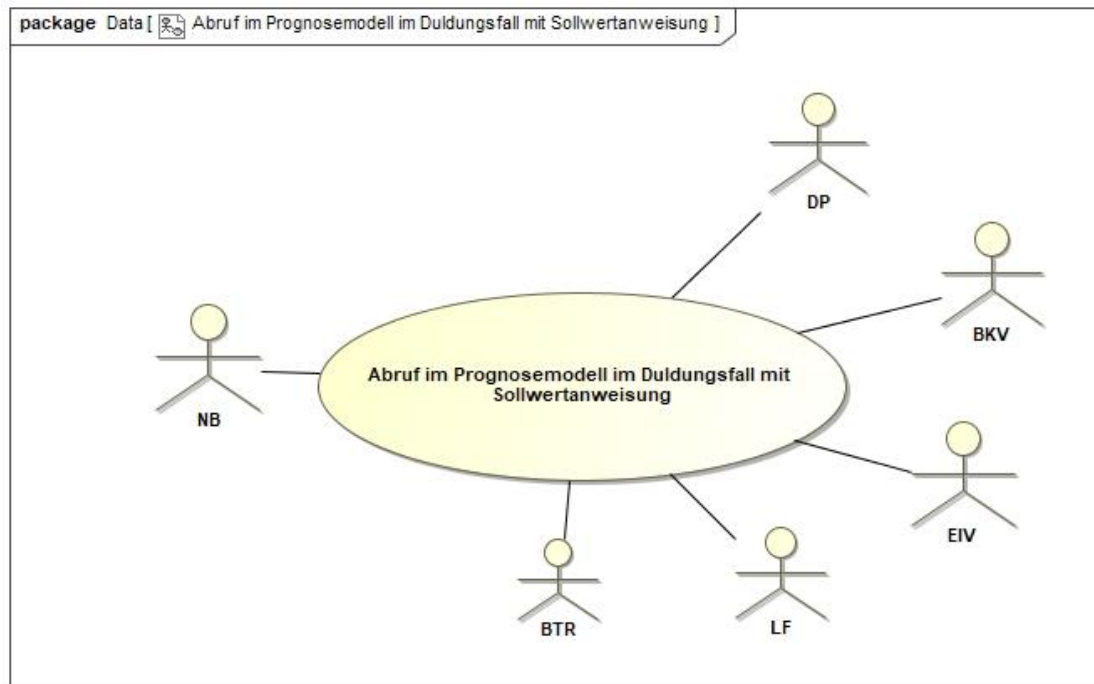 package Data [ Abruf im Prognosemodell im Duldungsfall mit Sollwertanweisung ]
DP
BKV
NB
Abruf im Prognosemodell im Duldungsfall mit
Sollwertanweisung
EIV
BTR
LF